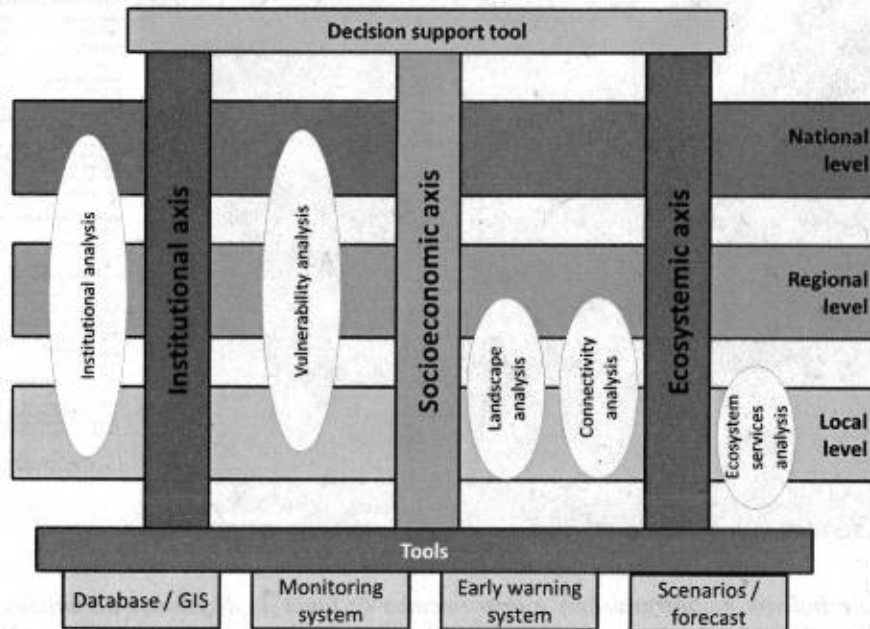 Decision support tool
National
level
Regional
level
Local
level
Institutional analysis
Institutional axis
Vulnerability analysis
Socioeconomic axis
Landscape
analysis
Connectivity
analysis
Ecosystemic axis
Ecosystem
services
analysis
Tools
Database / GIS
Monitoring
system
Early warning
system
Scenarios /
forecast